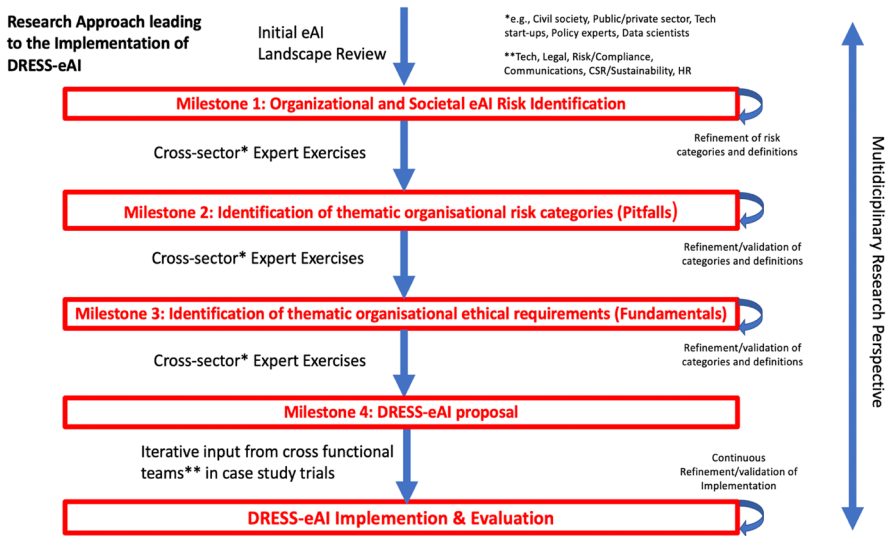 Research Approach leading
to the Implementation of
DRESS-eAI
Initial eAI
Landscape Review
*e.g., Civil society, Public/private sector, Tech
start-ups, Policy experts, Data scientists
**Tech, Legal, Risk/Compliance,
Communications, CSR/Sustainability, HR
Milestone 1: Organizational and Societal eAI Risk Identification
Refinement of risk
categories and definitions
Cross-sector* Expert Exercises
Milestone 2: Identification of thematic organisational risk categories (Pitfalls)
Refinement/validation of
categories and definitions
Cross-sector* Expert Exercises
Milestone 3: Identification of thematic organisational ethical requirements (Fundamentals)
Refinement/validation of
categories and definitions
Cross-sector* Expert Exercises
Milestone 4: DRESS-eAI proposal
Iterative input from cross functional
teams** in case study trials
Continuous
Refinement/validation of
Implementation
DRESS-eAI Implemention & Evaluation
Multidiciplinary Research Perspective